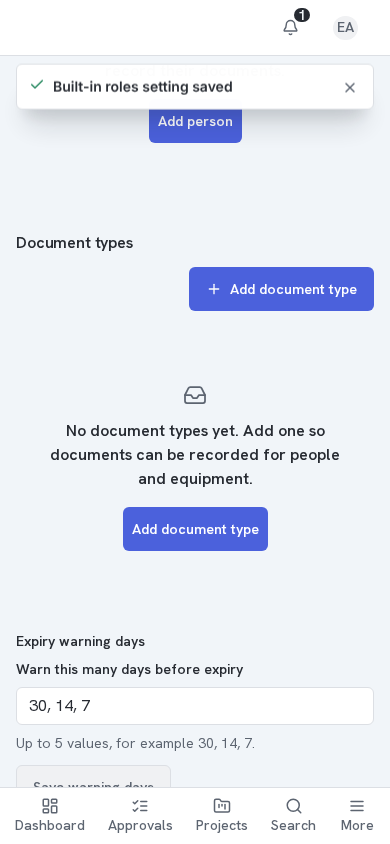 1
EA
Built-in roles setting saved
Add person
Document types
Add document type
No document types yet. Add one so
documents can be recorded for people
and equipment.
Add document type
Expiry warning days
Warn this many days before expiry
30, 14, 7
Up to 5 values, for example 30, 14, 7.
Save warning days
Dashboard
Approvals
Projects
Search
More